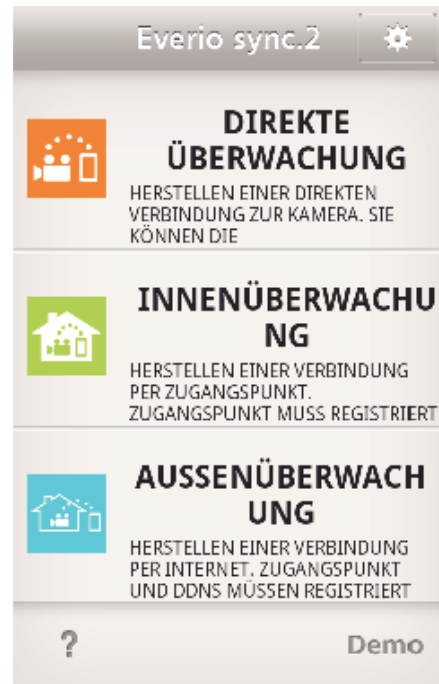 Everio sync.2
DIREKTE
ÜBERWACHUNG
HERSTELLEN EINER DIREKTEN
VERBINDUNG ZUR KAMERA. SIE
KÖNNEN DIE
INNENÜBERWACHU
NG
HERSTELLEN EINER VERBINDUNG
PER ZUGANGSPUNKT.
ZUGANGSPUNKT MUSS REGISTRIERT
AUSSENÜBERWACH
UNG
HERSTELLEN EINER VERBINDUNG
PER INTERNET. ZUGANGSPUNKT
UND DDNS MÜSSEN REGISTRIERT
? Demo